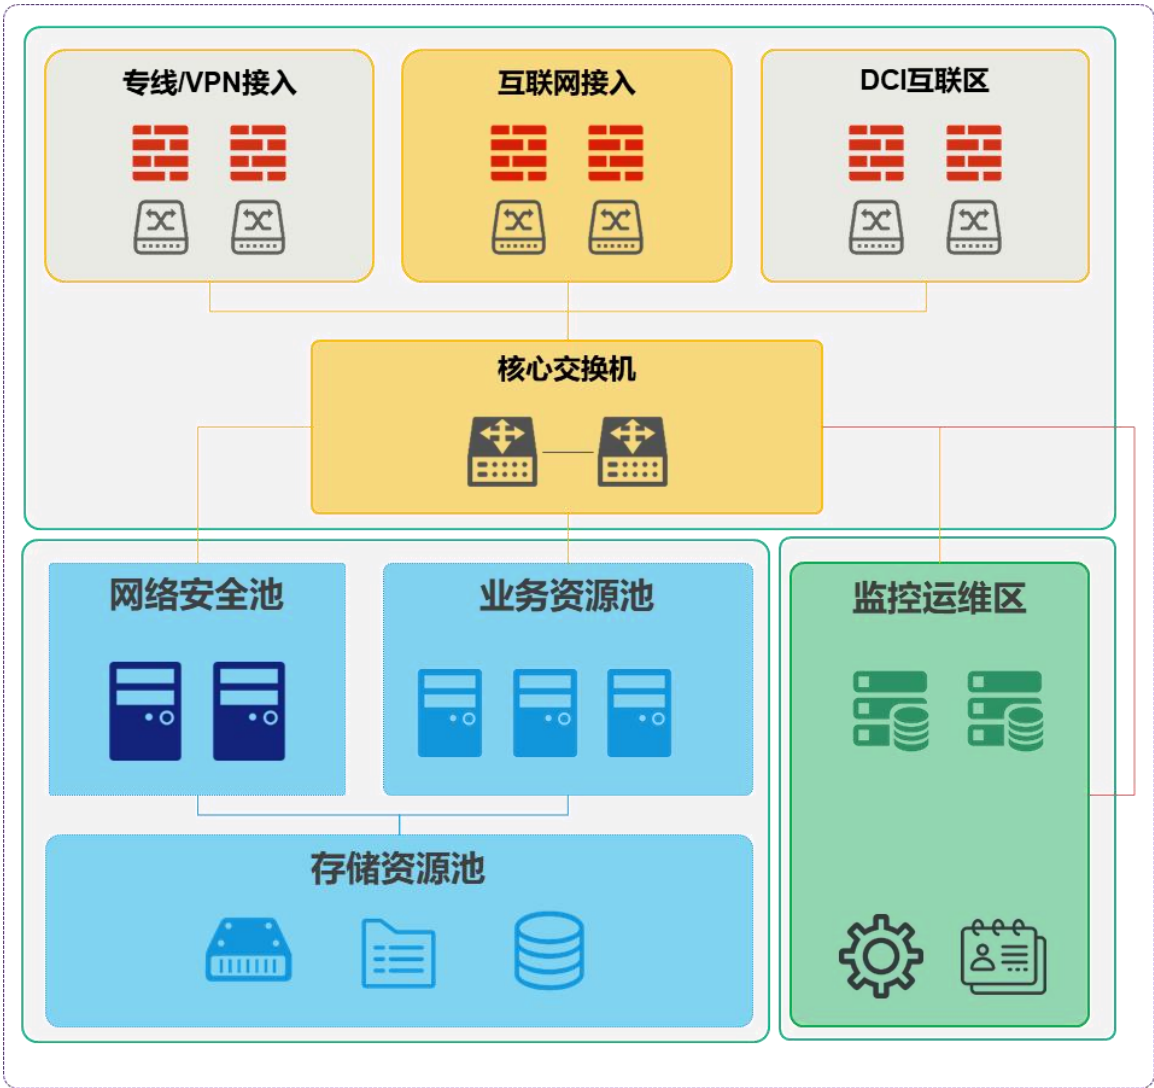 专线/VPN接入
互联网接入
DCI互联区
核心交换机
网络安全池
业务资源池
监控运维区
存储资源池